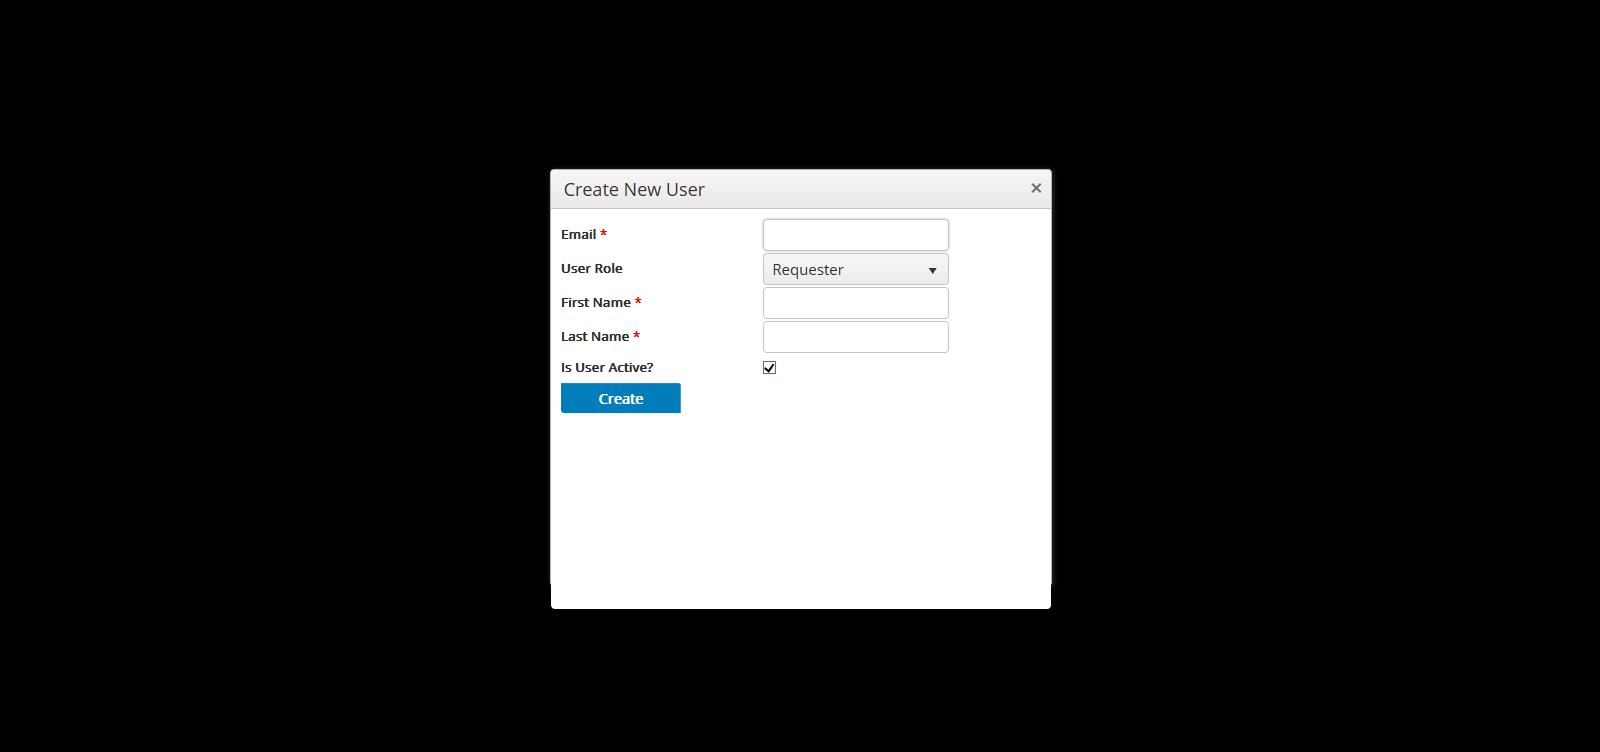 Create New User
Email *
User Role Requester
First Name *
Last Name *
Is User Active?
Create